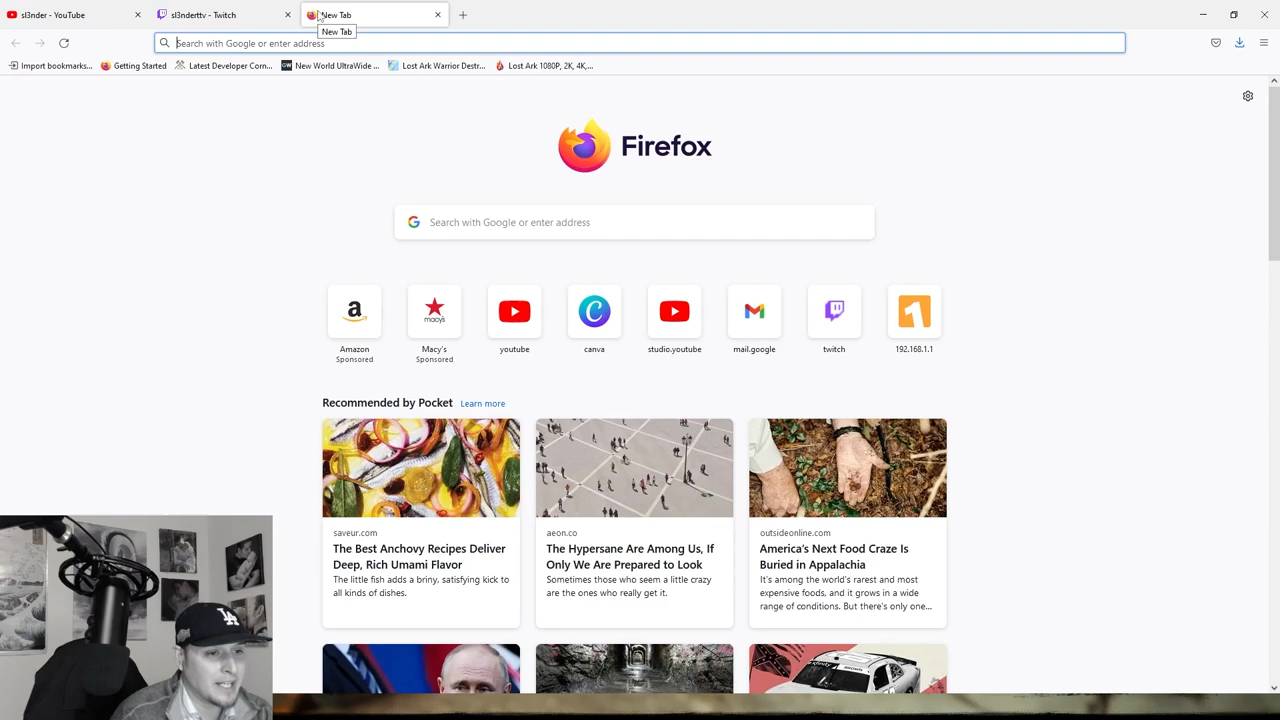 sl3nder - YouTube
sl3nderttv - Twitch
New Tab
New Tab
Search with Google or enter address
Import bookmarks...
Getting Started
Latest Developer Corn...
GW
New World UltraWide ...
Lost Ark Warrior Destr...
Lost Ark 1080P, 2K, 4K,...
Firefox
Search with Google or enter address
a
macy's
1
Amazon
Sponsored
Macy's
Sponsored
youtube
canva
studio.youtube
mail.google
twitch
192.168.1.1
Recommended by Pocket Learn more
saveur.com
The Best Anchovy Recipes Deliver
Deep, Rich Umami Flavor
The little fish adds a briny, satisfying kick to
all kinds of dishes.
aeon.co
The Hypersane Are Among Us, If
Only We Are Prepared to Look
Sometimes those who seem a little crazy
are the ones who really get it.
outsideonline.com
America's Next Food Craze Is
Buried in Appalachia
It's among the world's rarest and most
expensive foods, and it grows in a wide
range of conditions. But there's only one...
LA